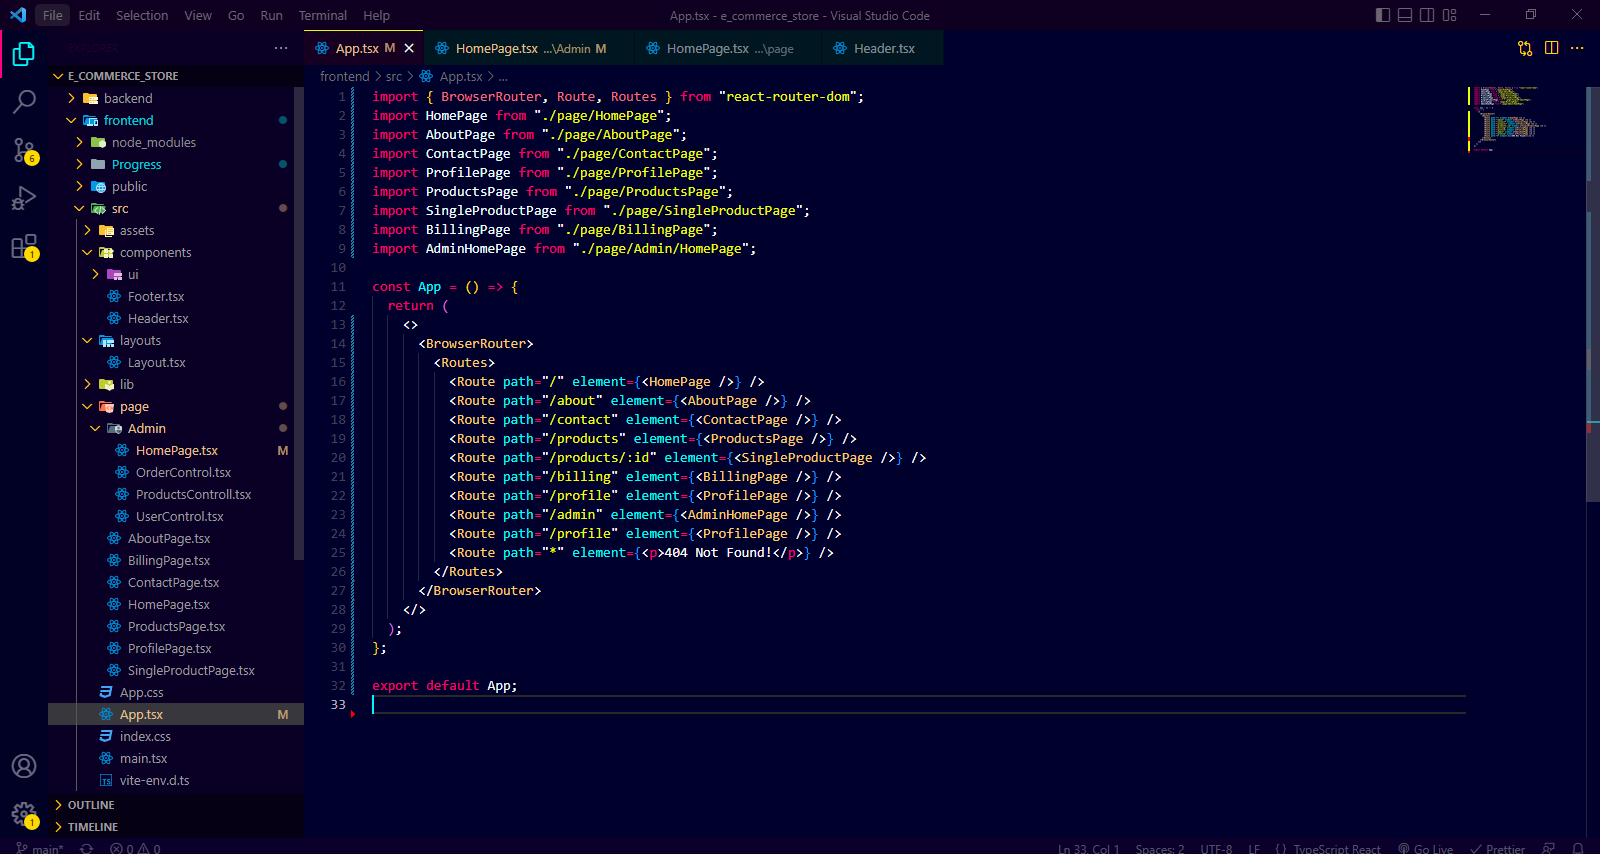 File Edit Selection View Go Run Terminal Help
App.tsx - e_commerce_store - Visual Studio Code
EXPLORER
App.tsx M
HomePage.tsx ...\Admin M
HomePage.tsx ...\page
Header.tsx
E_COMMERCE_STORE
backend
frontend
node_modules
Progress
public
src
assets
components
ui
Footer.tsx
Header.tsx
layouts
Layout.tsx
lib
page
Admin
HomePage.tsx M
OrderControl.tsx
ProductsControll.tsx
UserControl.tsx
AboutPage.tsx
BillingPage.tsx
ContactPage.tsx
HomePage.tsx
ProductsPage.tsx
ProfilePage.tsx
SingleProductPage.tsx
App.css
App.tsx M
index.css
main.tsx
TS vite-env.d.ts
OUTLINE
TIMELINE
6
1
1
frontend > src > App.tsx > ...
1 import { BrowserRouter, Route, Routes } from "react-router-dom";
2 import HomePage from "./page/HomePage";
3 import AboutPage from "./page/AboutPage";
4 import ContactPage from "./page/ContactPage";
5 import ProfilePage from "./page/ProfilePage";
6 import ProductsPage from "./page/ProductsPage";
7 import SingleProductPage from "./page/SingleProductPage";
8 import BillingPage from "./page/BillingPage";
9 import AdminHomePage from "./page/Admin/HomePage";
10
11 const App = () => {
12   return (
13     <>
14       <BrowserRouter>
15         <Routes>
16           <Route path="/" element={<HomePage />} />
17           <Route path="/about" element={<AboutPage />} />
18           <Route path="/contact" element={<ContactPage />} />
19           <Route path="/products" element={<ProductsPage />} />
20           <Route path="/products/:id" element={<SingleProductPage />} />
21           <Route path="/billing" element={<BillingPage />} />
22           <Route path="/profile" element={<ProfilePage />} />
23           <Route path="/admin" element={<AdminHomePage />} />
24           <Route path="/profile" element={<ProfilePage />} />
25           <Route path="*" element={<p>404 Not Found!</p>} />
26         </Routes>
27       </BrowserRouter>
28     </>
29   );
30 };
31
32 export default App;
33
main* 0 0
Ln 33, Col 1 Spaces: 2 UTF-8 LF {} TypeScript React Go Live Prettier